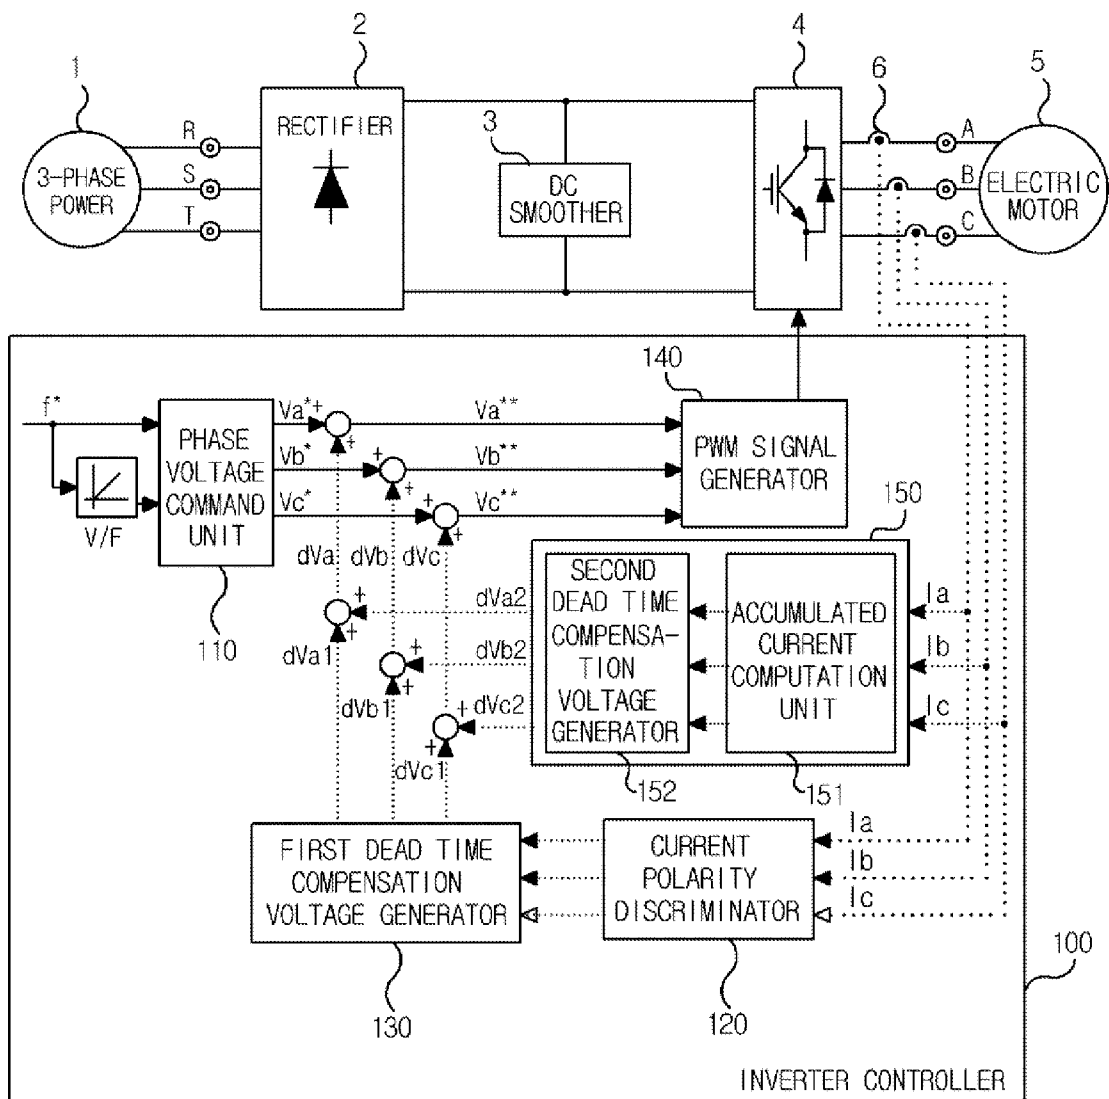 1
2
3
4
5
6
3-PHASE
POWER
R
S
T
RECTIFIER
DC
SMOOTHER
A
B
C
ELECTRIC
MOTOR
140
f*
V/F
PHASE
VOLTAGE
COMMAND
UNIT
110
Va*+
+
Va**
Vb*
+
+
Vb**
Vc*
+
+
Vc**
PWM SIGNAL
GENERATOR
150
dVa
dVb
dVc
+
+
dVa2
dVa1
+
+
dVb2
dVb1
+
+
dVc2
dVc1
SECOND
DEAD TIME
COMPENSA-
TION
VOLTAGE
GENERATOR
152
ACCUMULATED
CURRENT
COMPUTATION
UNIT
151
Ia
Ib
Ic
FIRST DEAD TIME
COMPENSATION
VOLTAGE GENERATOR
130
CURRENT
POLARITY
DISCRIMINATOR
120
Ia
Ib
Ic
100
INVERTER CONTROLLER